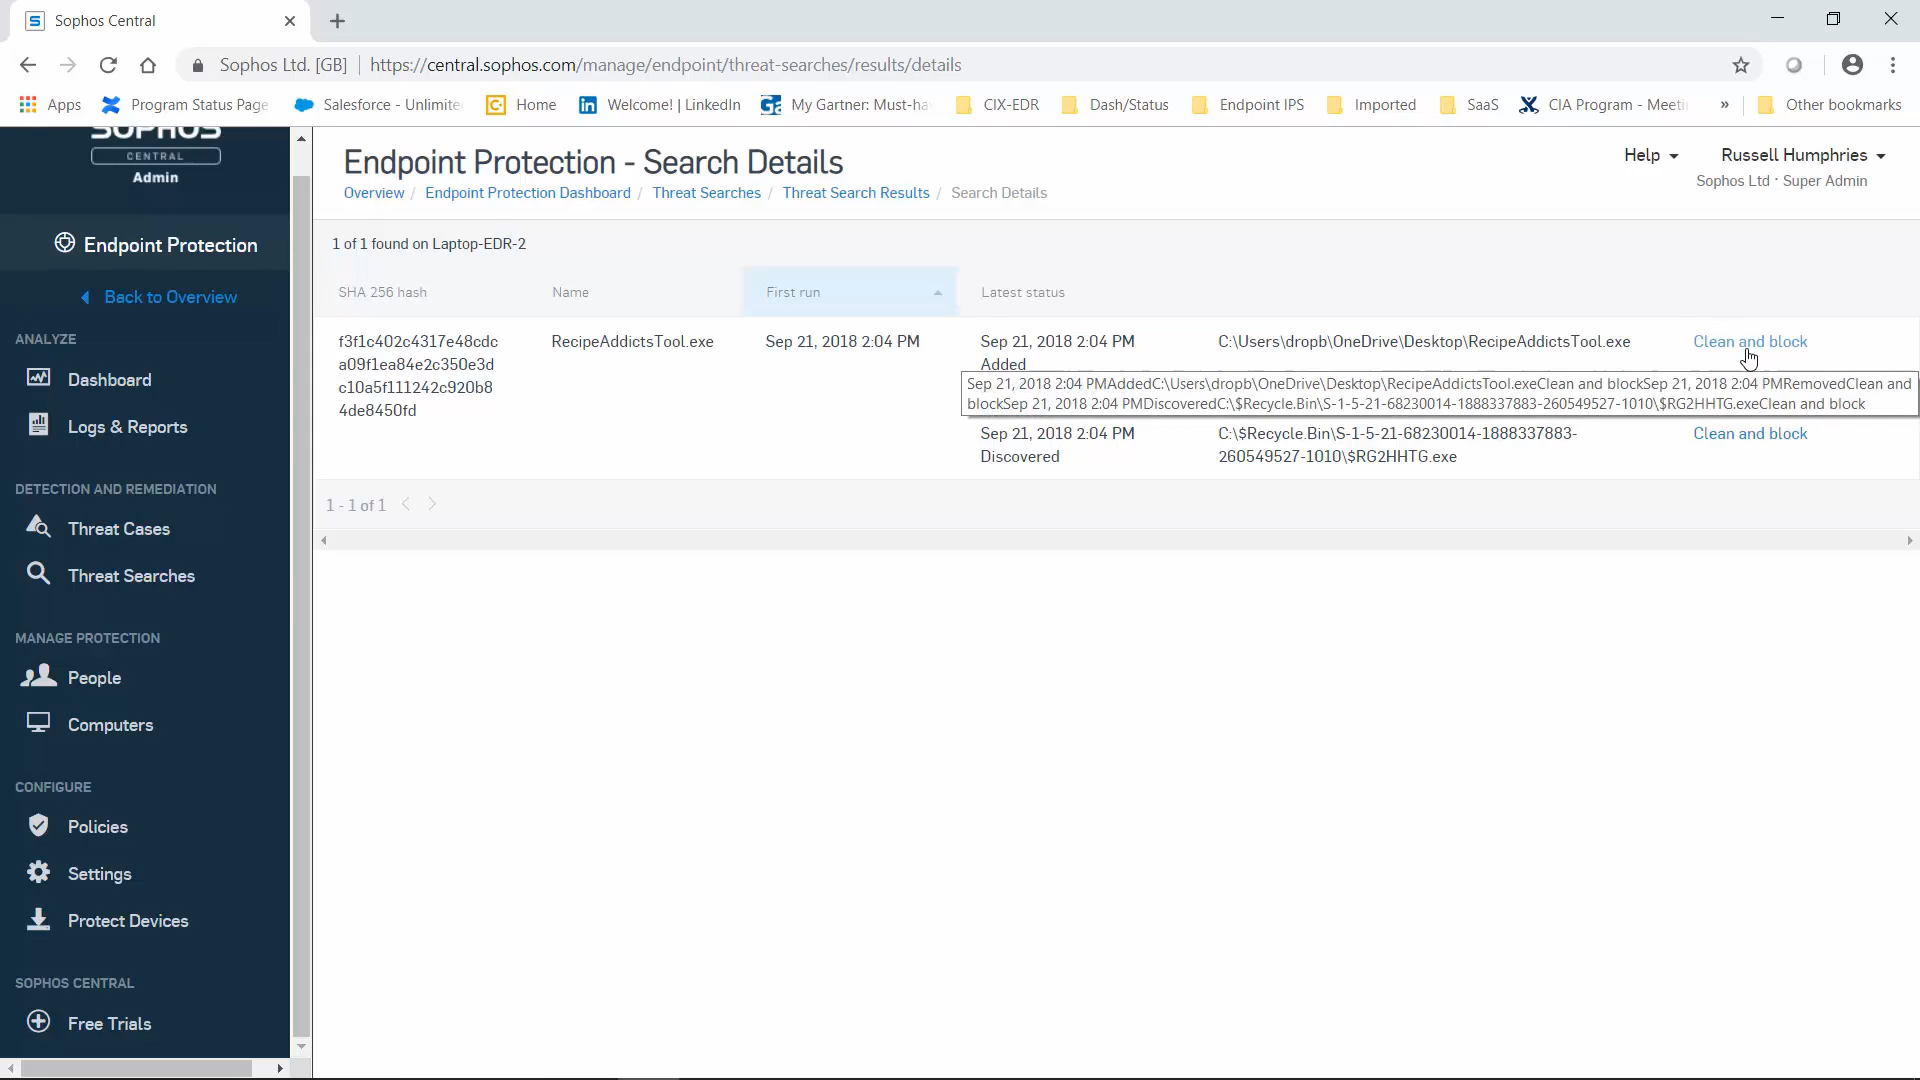 Sophos Central
Sophos Ltd. [GB] https://central.sophos.com/manage/endpoint/threat-searches/results/details
Apps Program Status Page Salesforce - Unlimite Home Welcome! | LinkedIn My Gartner: Must-ha CIX-EDR Dash/Status Endpoint IPS Imported SaaS CIA Program - Meeti » Other bookmarks
SOPHOS
CENTRAL
Admin
Endpoint Protection
Back to Overview
ANALYZE
Dashboard
Logs & Reports
DETECTION AND REMEDIATION
Threat Cases
Threat Searches
MANAGE PROTECTION
People
Computers
CONFIGURE
Policies
Settings
Protect Devices
SOPHOS CENTRAL
Free Trials
Endpoint Protection - Search Details
Overview / Endpoint Protection Dashboard / Threat Searches / Threat Search Results / Search Details
Help Russell Humphries
Sophos Ltd · Super Admin
1 of 1 found on Laptop-EDR-2
SHA 256 hash Name First run Latest status
f3f1c402c4317e48cdc RecipeAddictsTool.exe Sep 21, 2018 2:04 PM Sep 21, 2018 2:04 PM C:\Users\dropb\OneDrive\Desktop\RecipeAddictsTool.exe Clean and block
a09f1ea84e2c350e3d Added
c10a5f111242c920b8
4de8450fd
Sep 21, 2018 2:04 PMAddedC:\Users\dropb\OneDrive\Desktop\RecipeAddictsTool.exeClean and blockSep 21, 2018 2:04 PMRemovedClean and
blockSep 21, 2018 2:04 PMDiscoveredC:\$Recycle.Bin\S-1-5-21-68230014-1888337883-260549527-1010\$RG2HHTG.exeClean and block
Sep 21, 2018 2:04 PM C:\$Recycle.Bin\S-1-5-21-68230014-1888337883- Clean and block
Discovered 260549527-1010\$RG2HHTG.exe
1 - 1 of 1